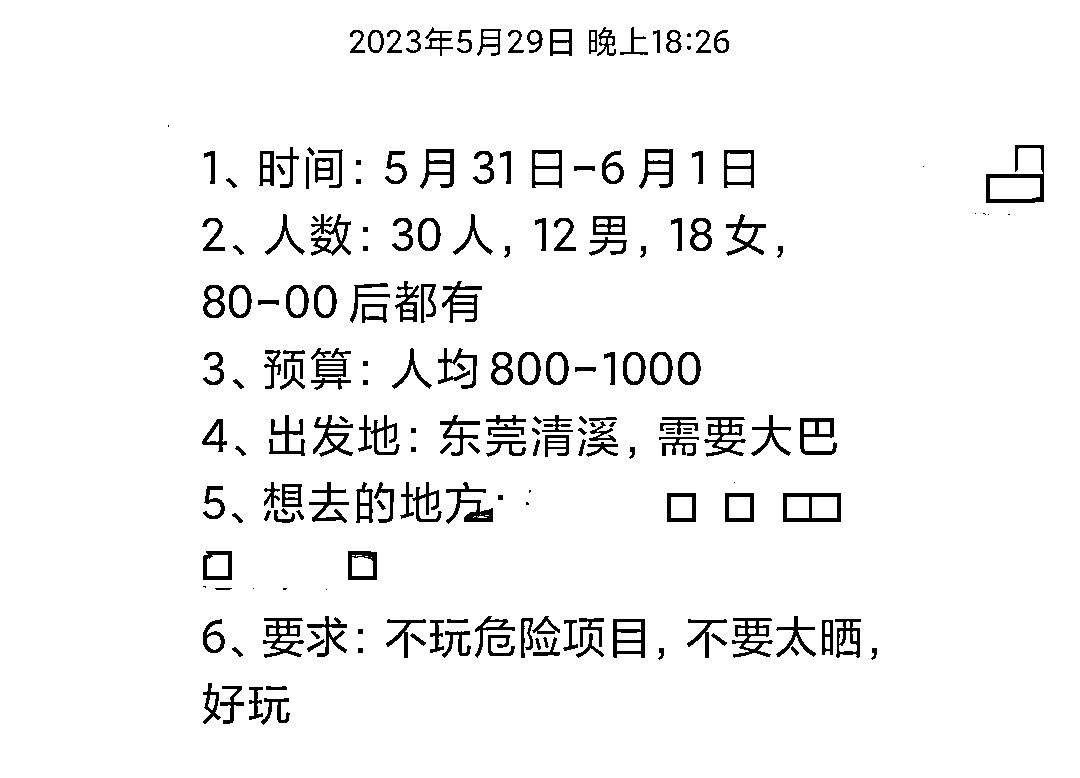 2023年5月29日 晚上18:26
1、时间：5月31日-6月1日
2、人数：30人，12男，18女，
80-00后都有
3、预算：人均800-1000
4、出发地：东莞清溪，需要大巴
5、想去的地方
6、要求：不玩危险项目，不要太晒，
好玩